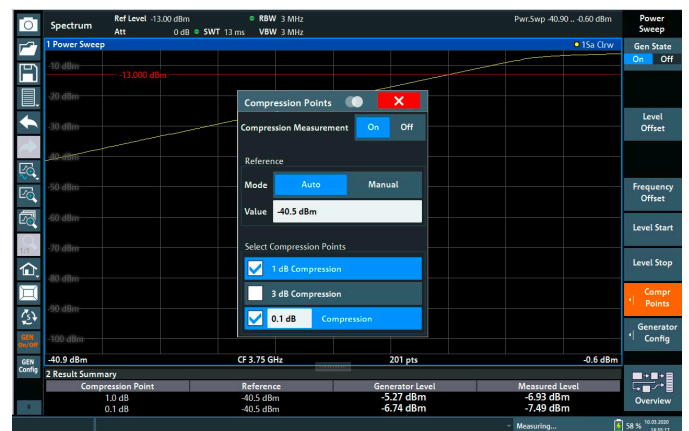 Spectrum
Ref Level -13.00 dBm
RBW 3 MHz
Pwr.Swp -40.90 .. -0.60 dBm
Att 0 dB
SWT 13 ms
VBW 3 MHz
1 Power Sweep
1Sa Clrw
-10 dBm
-13.000 dBm
-20 dBm
-30 dBm
-40 dBm
-50 dBm
-60 dBm
-70 dBm
-80 dBm
-90 dBm
-100 dBm
Compression Points
Compression Measurement
On
Off
Reference
Mode
Auto
Manual
Value
-40.5 dBm
Select Compression Points
1 dB Compression
3 dB Compression
0.1 dB
Compression
-40.9 dBm
CF 3.75 GHz
201 pts
-0.6 dBm
2 Result Summary
Compression Point Reference Generator Level Measured Level
1.0 dB -40.5 dBm -5.27 dBm -6.93 dBm
0.1 dB -40.5 dBm -6.74 dBm -7.49 dBm
Measuring...
58 %
10.03.2020
Power
Sweep
Gen State
On Off
Level
Offset
Frequency
Offset
Level Start
Level Stop
Compr
Points
Generator
Config
Overview
1/1
GEN
On/Off
GEN
Config